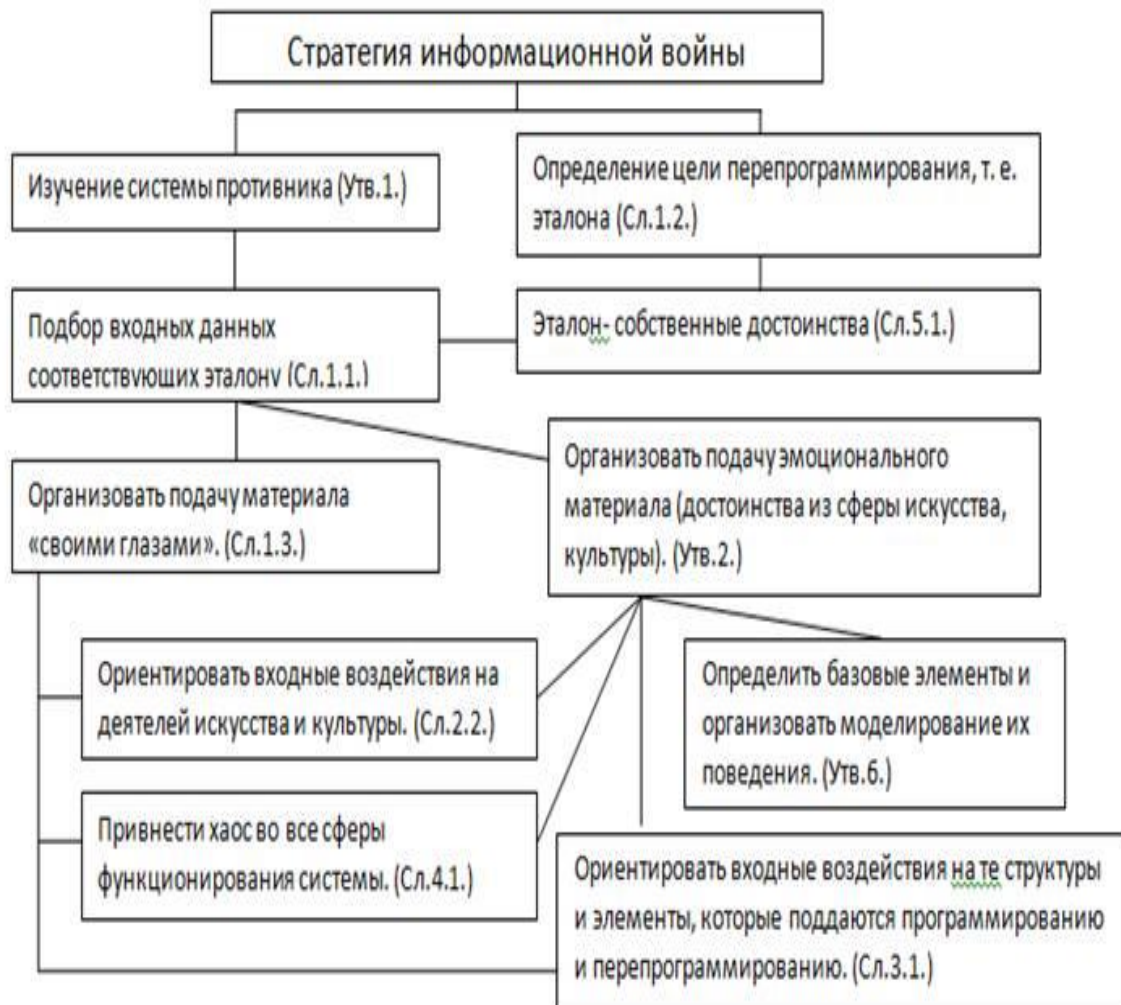 Стратегия информационной войны
Изучение системы противника (Утв.1.)
Определение цели перепрограммирования, т. е.
эталона (Сл.1.2.)
Подбор входных данных
соответствующих эталону (Сл.1.1.)
Эталон- собственные достоинства (Сл.5.1.)
Организовать подачу материала
«своими глазами». (Сл.1.3.)
Организовать подачу эмоционального
материала (достоинства из сферы искусства,
культуры). (Утв.2.)
Ориентировать входные воздействия на
деятелей искусства и культуры. (Сл.2.2.)
Определить базовые элементы и
организовать моделирование их
поведения. (Утв.6.)
Привнести хаос во все сферы
функционирования системы. (Сл.4.1.)
Ориентировать входные воздействия на те структуры
и элементы, которые поддаются программированию
и перепрограммированию. (Сл.3.1.)